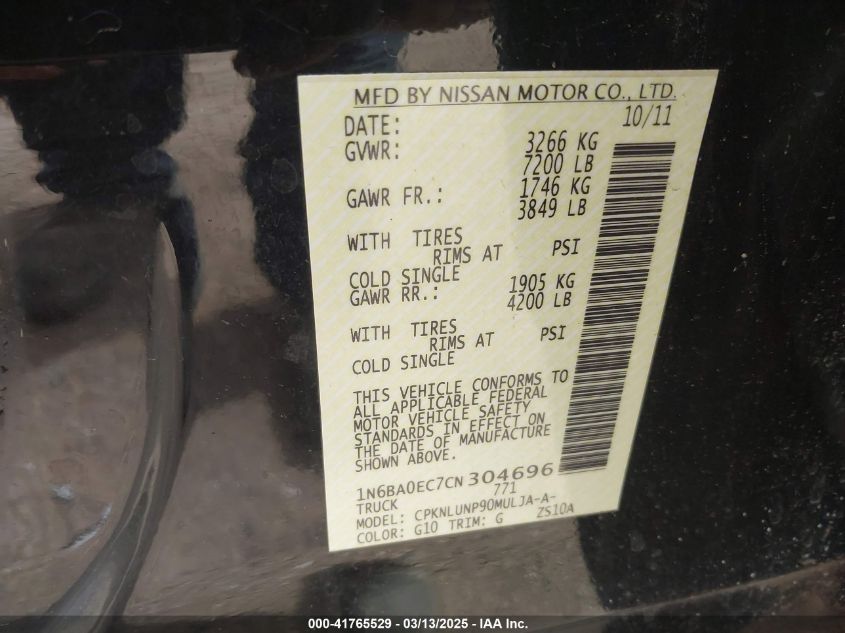 MFD BY NISSAN MOTOR CO., LTD.
DATE: 10/11
GVWR: 3266 KG
7200 LB
GAWR FR.: 1746 KG
3849 LB
WITH TIRES
RIMS AT PSI
COLD SINGLE
GAWR RR.: 1905 KG
4200 LB
WITH TIRES
RIMS AT PSI
COLD SINGLE
THIS VEHICLE CONFORMS TO
ALL APPLICABLE FEDERAL
MOTOR VEHICLE SAFETY
STANDARDS IN EFFECT ON
THE DATE OF MANUFACTURE
SHOWN ABOVE.
1N6BA0EC7CN304696
TRUCK 771
MODEL: CPKNLUNP90MULJA-A-
COLOR: G10 TRIM: G ZS10A
000-41765529 - 03/13/2025 - IAA Inc.